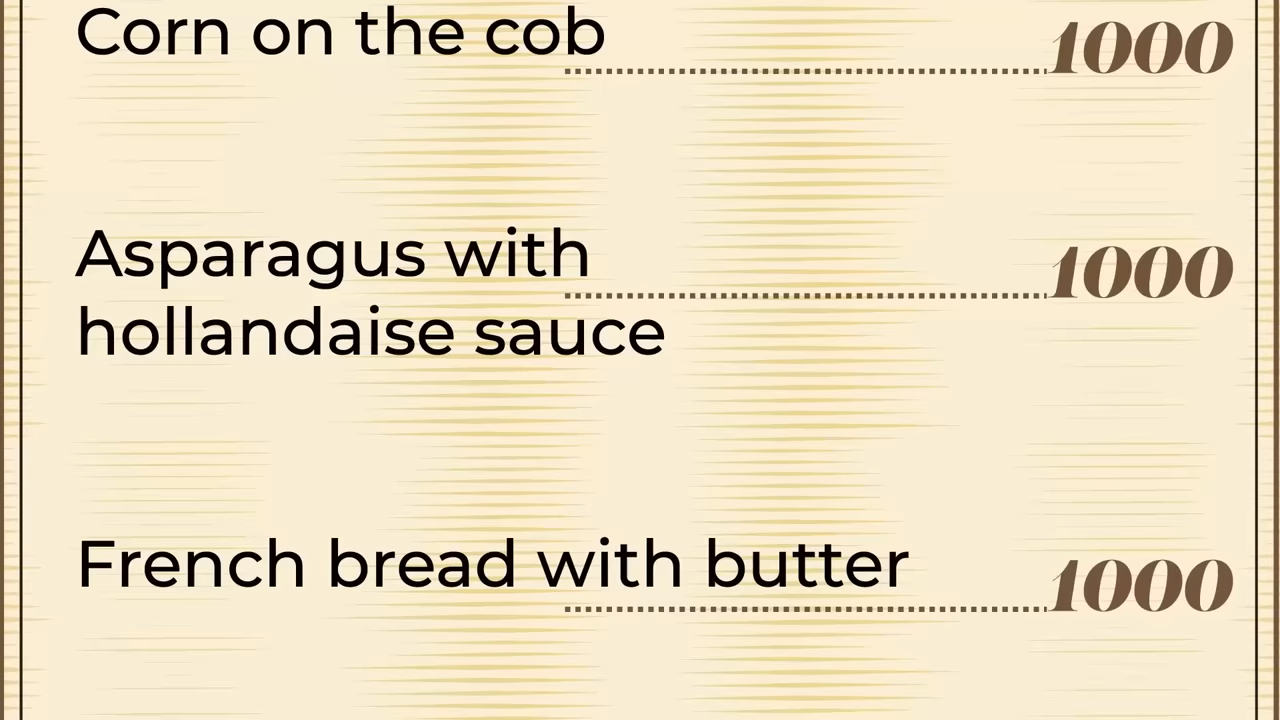 Corn on the cob 1000
Asparagus with 1000
hollandaise sauce
French bread with butter 1000